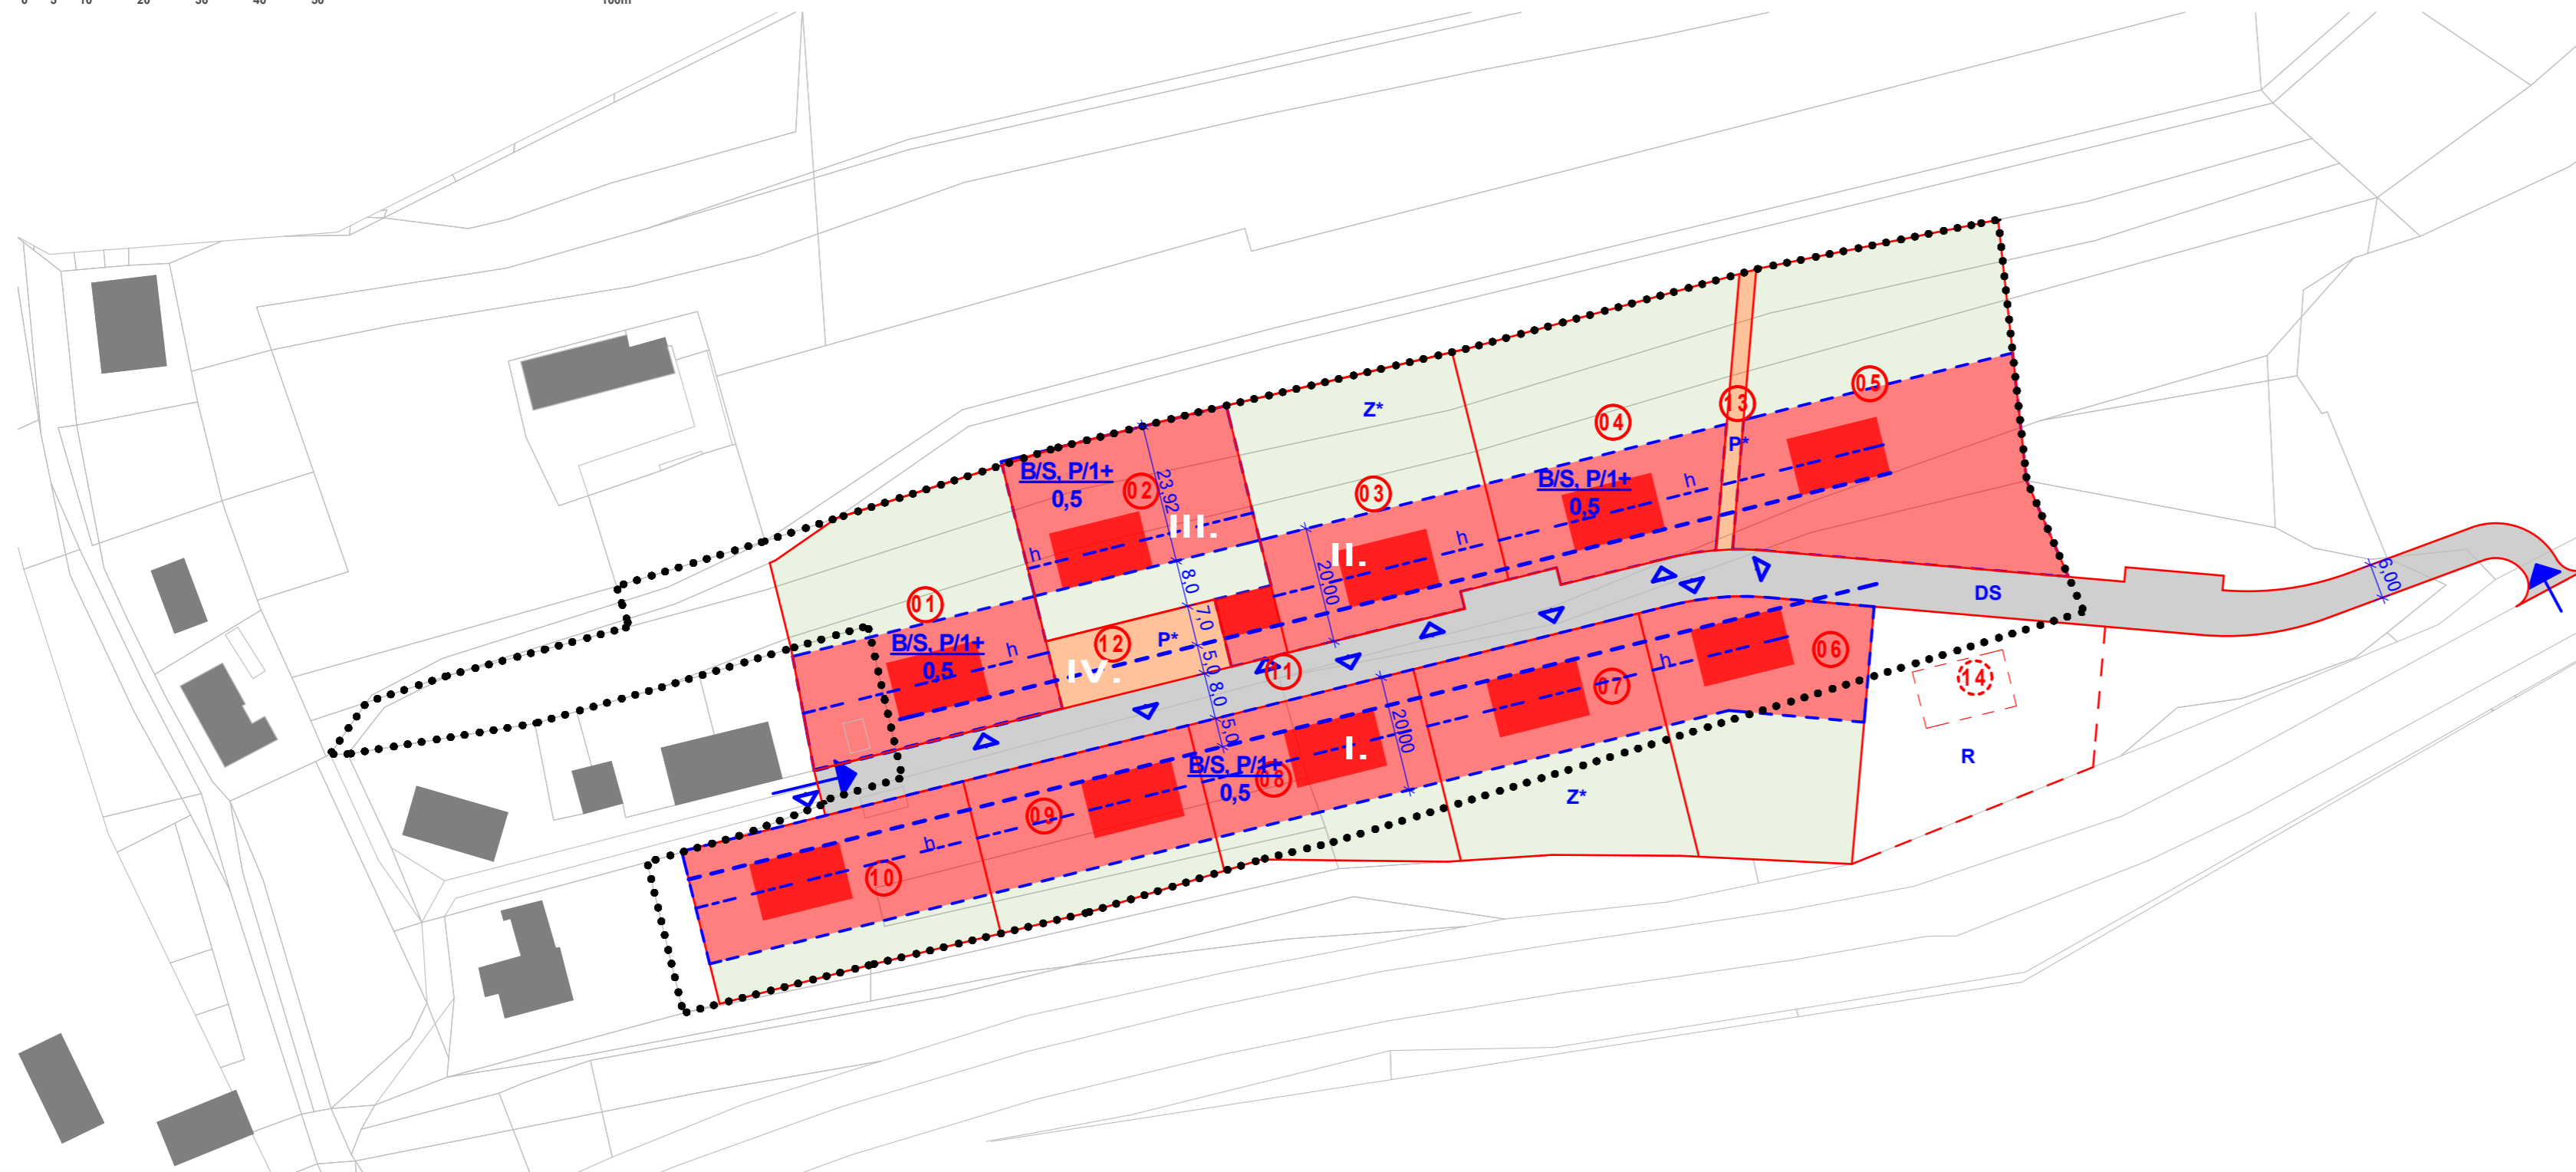 Z*
04
13
05
P*
B/S, P/1+
0,5
02
23,92
03
B/S, P/1+
0,5
h
III.
h
h
II.
8,0
20,00
6,00
01
7,0
DS
B/S, P/1+
0,5
h
12
P*
IV.
5,0
11
8,0
h
06
14
07
5,0
20,00
I.
R
B/S, P/1+
0,5
08
Z*
09
h
10